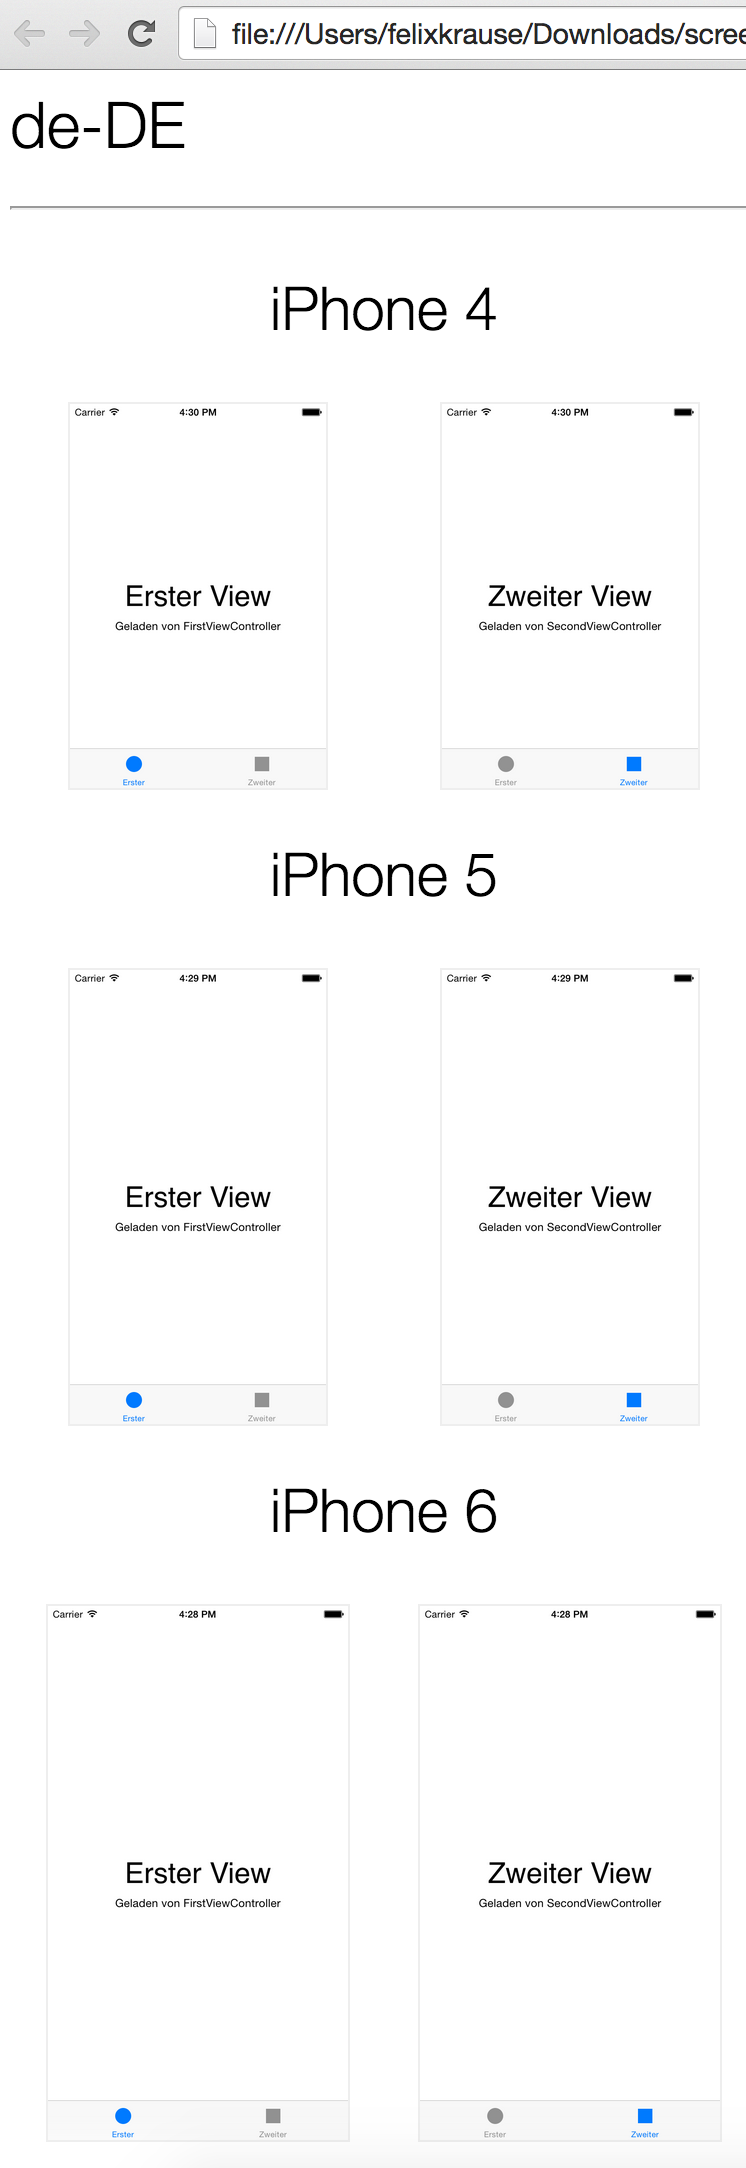 file:///Users/felixkrause/Downloads/scree
de-DE
iPhone 4
Carrier 4:30 PM
Erster View
Geladen von FirstViewController
Erster Zweiter
Carrier 4:30 PM
Zweiter View
Geladen von SecondViewController
Erster Zweiter
iPhone 5
Carrier 4:29 PM
Erster View
Geladen von FirstViewController
Erster Zweiter
Carrier 4:29 PM
Zweiter View
Geladen von SecondViewController
Erster Zweiter
iPhone 6
Carrier 4:28 PM
Erster View
Geladen von FirstViewController
Erster Zweiter
Carrier 4:28 PM
Zweiter View
Geladen von SecondViewController
Erster Zweiter